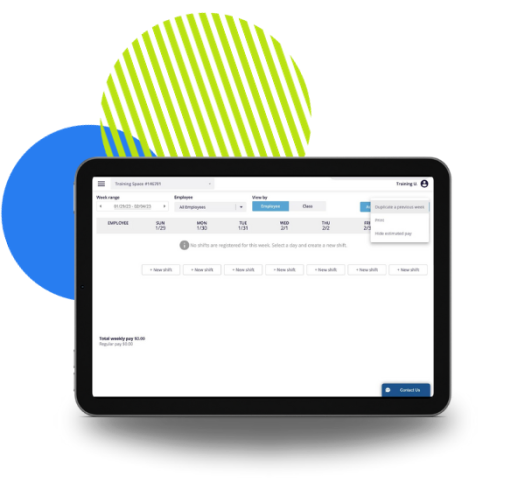 Training Space #146391
Training U
Week range
Employee
View by
01/29/23 - 02/04/23
All Employees
Employee
Class
Duplicate a previous week
Print
Hide estimated pay
EMPLOYEE
SUN
1/29
MON
1/30
TUE
1/31
WED
2/1
THU
2/2
No shifts are registered for this week. Select a day and create a new shift.
+ New shift
+ New shift
+ New shift
+ New shift
+ New shift
+ New shift
+ New shift
Total weekly pay $0.00
Regular pay $0.00
Contact Us